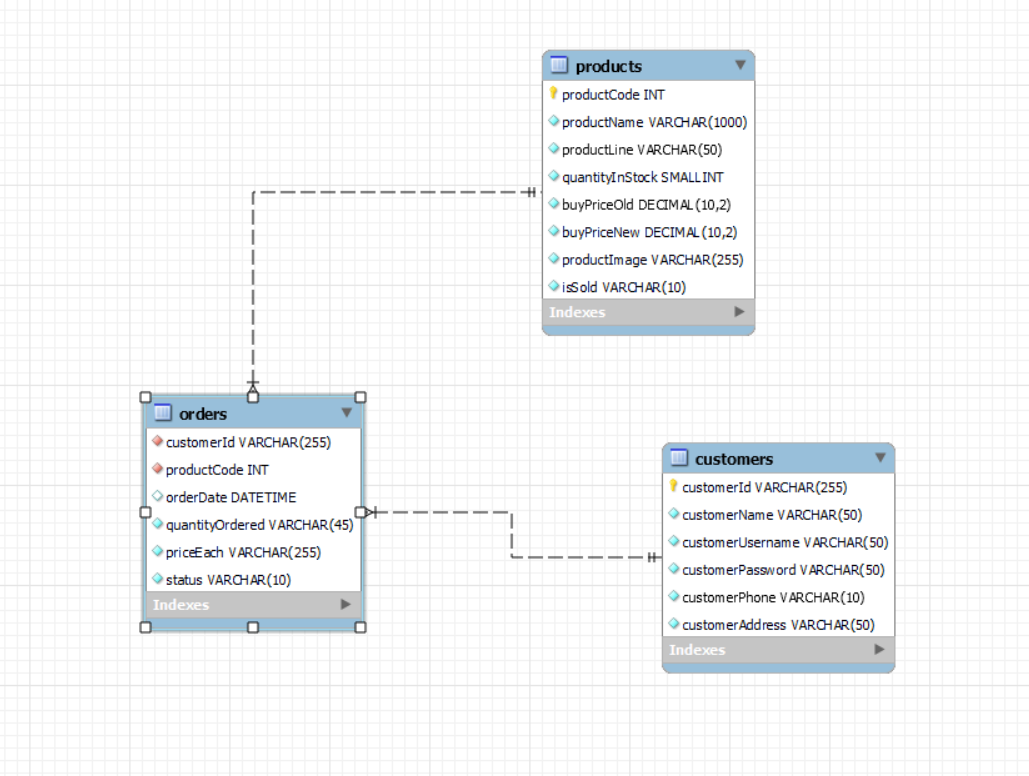 products
productCode INT
productName VARCHAR(1000)
productLine VARCHAR(50)
quantityInStock SMALLINT
buyPriceOld DECIMAL(10,2)
buyPriceNew DECIMAL(10,2)
productImage VARCHAR(255)
isSold VARCHAR(10)
Indexes
orders
customerId VARCHAR(255)
productCode INT
orderDate DATETIME
quantityOrdered VARCHAR(45)
priceEach VARCHAR(255)
status VARCHAR(10)
Indexes
customers
customerId VARCHAR(255)
customerName VARCHAR(50)
customerUsername VARCHAR(50)
customerPassword VARCHAR(50)
customerPhone VARCHAR(10)
customerAddress VARCHAR(50)
Indexes